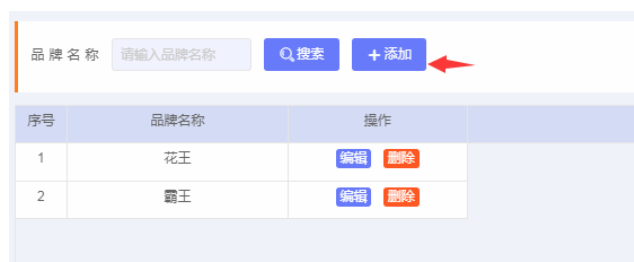 品牌名称 请输入品牌名称 搜索 +添加
序号 品牌名称 操作
1 花王 编辑 删除
2 霸王 编辑 删除